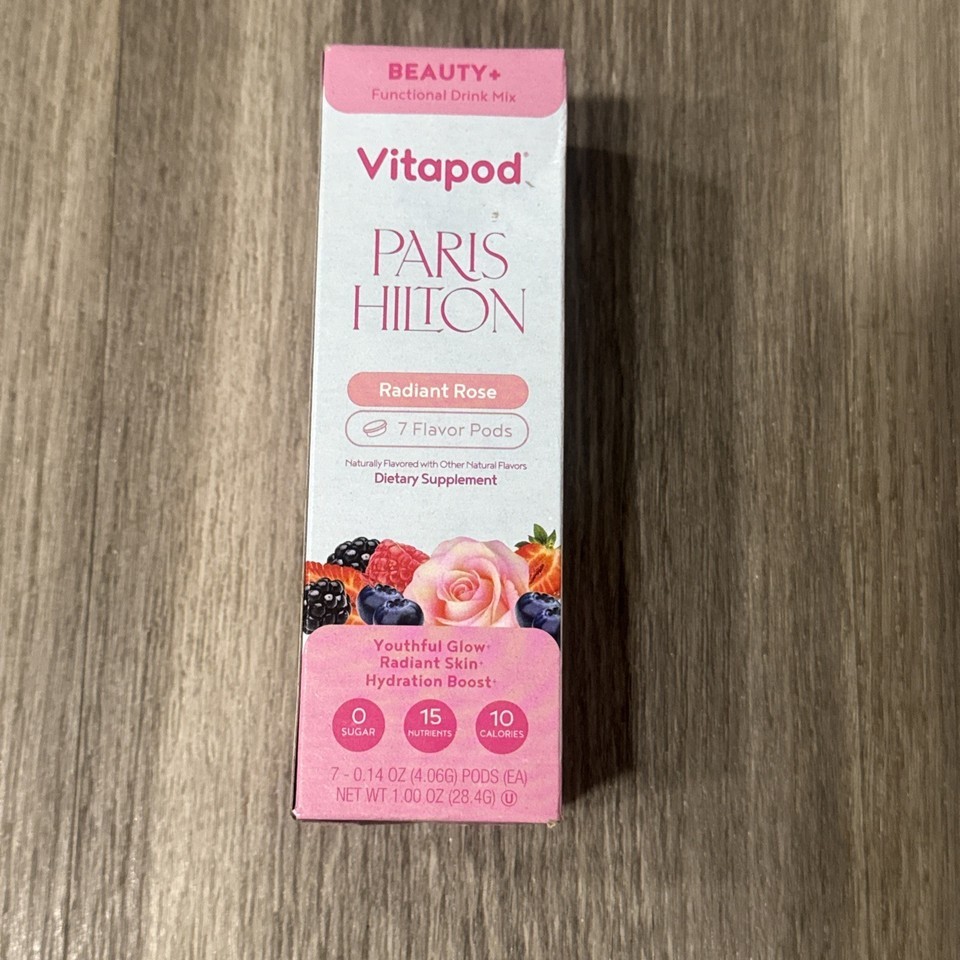 BEAUTY+
Functional Drink Mix
Vitapod®
PARIS
HILTON
Radiant Rose
7 Flavor Pods
Naturally Flavored with Other Natural Flavors
Dietary Supplement
Youthful Glow+
Radiant Skin+
Hydration Boost+
0 SUGAR
15 NUTRIENTS
10 CALORIES
7 - 0.14 OZ (4.06G) PODS (EA)
NET WT 1.00 OZ (28.4G) U